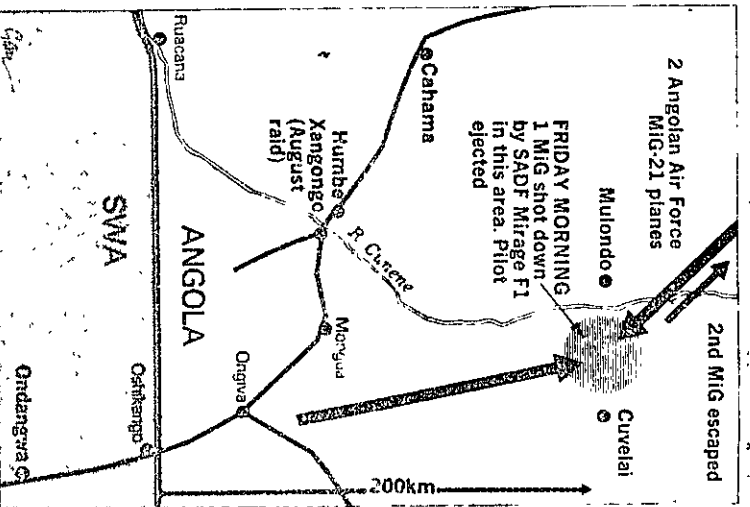 2 Angolan Air Force
MiG-21 planes
2nd MiG escaped
Mulondo
Cuvelai
FRIDAY MORNING
1 MiG shot down
by SADF Mirage F1
in this area. Pilot
ejected
Cahama
200km
Humbe
Xangongo
(August
raid)
R Cunene
Mongua
Ongiva
Ruacana
ANGOLA
Oshikango
SWA
Ondangwa